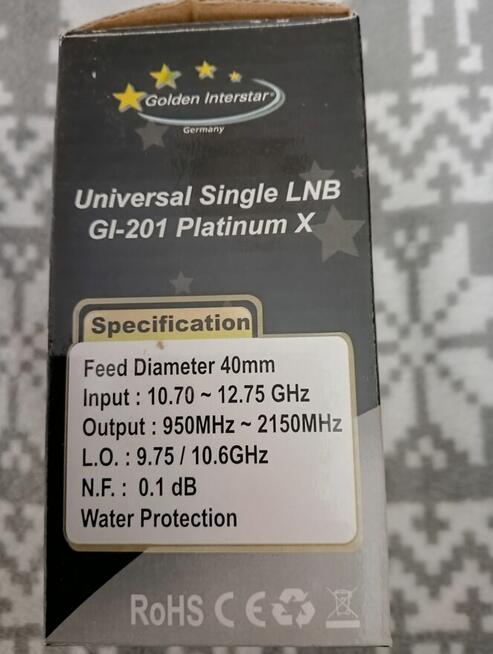 Golden Interstar®
Germany
Universal Single LNB
GI-201 Platinum X
Specification
Feed Diameter 40mm
Input : 10.70 ~ 12.75 GHz
Output : 950MHz ~ 2150MHz
L.O. : 9.75 / 10.6GHz
N.F. : 0.1 dB
Water Protection
RoHS CE